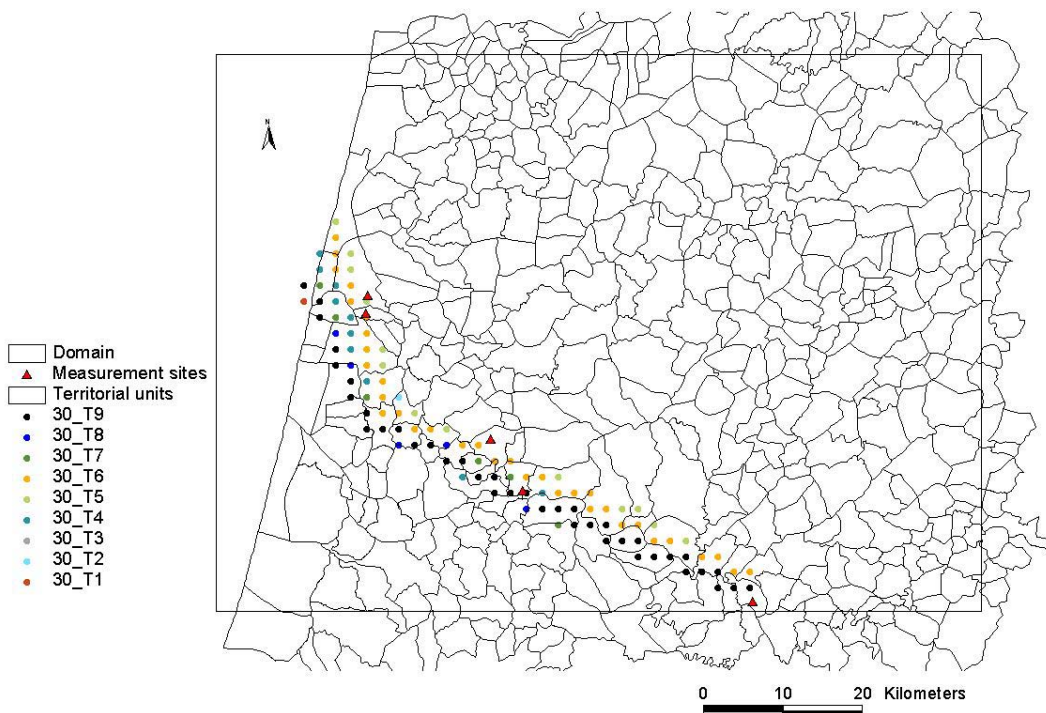 N
Domain
Measurement sites
Territorial units
30_T9
30_T8
30_T7
30_T6
30_T5
30_T4
30_T3
30_T2
30_T1
0 10 20 Kilometers